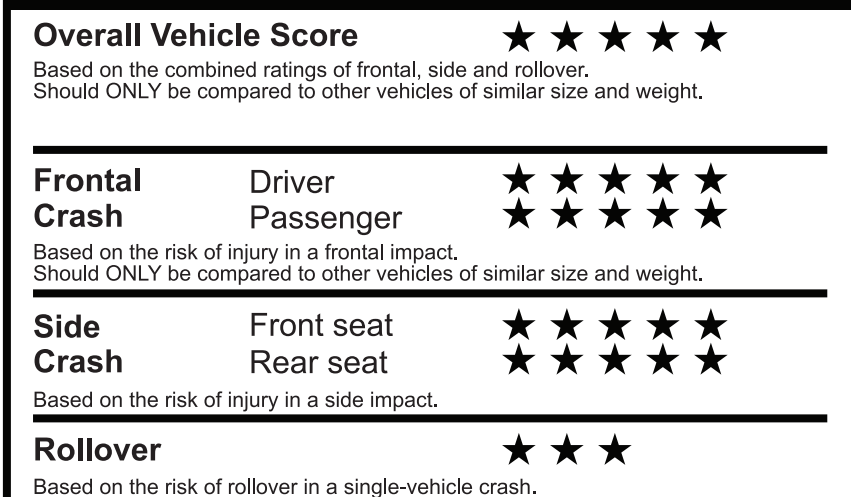 Overall Vehicle Score ★ ★ ★ ★ ★
Based on the combined ratings of frontal, side and rollover.
Should ONLY be compared to other vehicles of similar size and weight.
Frontal Driver ★ ★ ★ ★ ★
Crash Passenger ★ ★ ★ ★ ★
Based on the risk of injury in a frontal impact.
Should ONLY be compared to other vehicles of similar size and weight.
Side Front seat ★ ★ ★ ★ ★
Crash Rear seat ★ ★ ★ ★ ★
Based on the risk of injury in a side impact.
Rollover ★ ★ ★
Based on the risk of rollover in a single-vehicle crash.